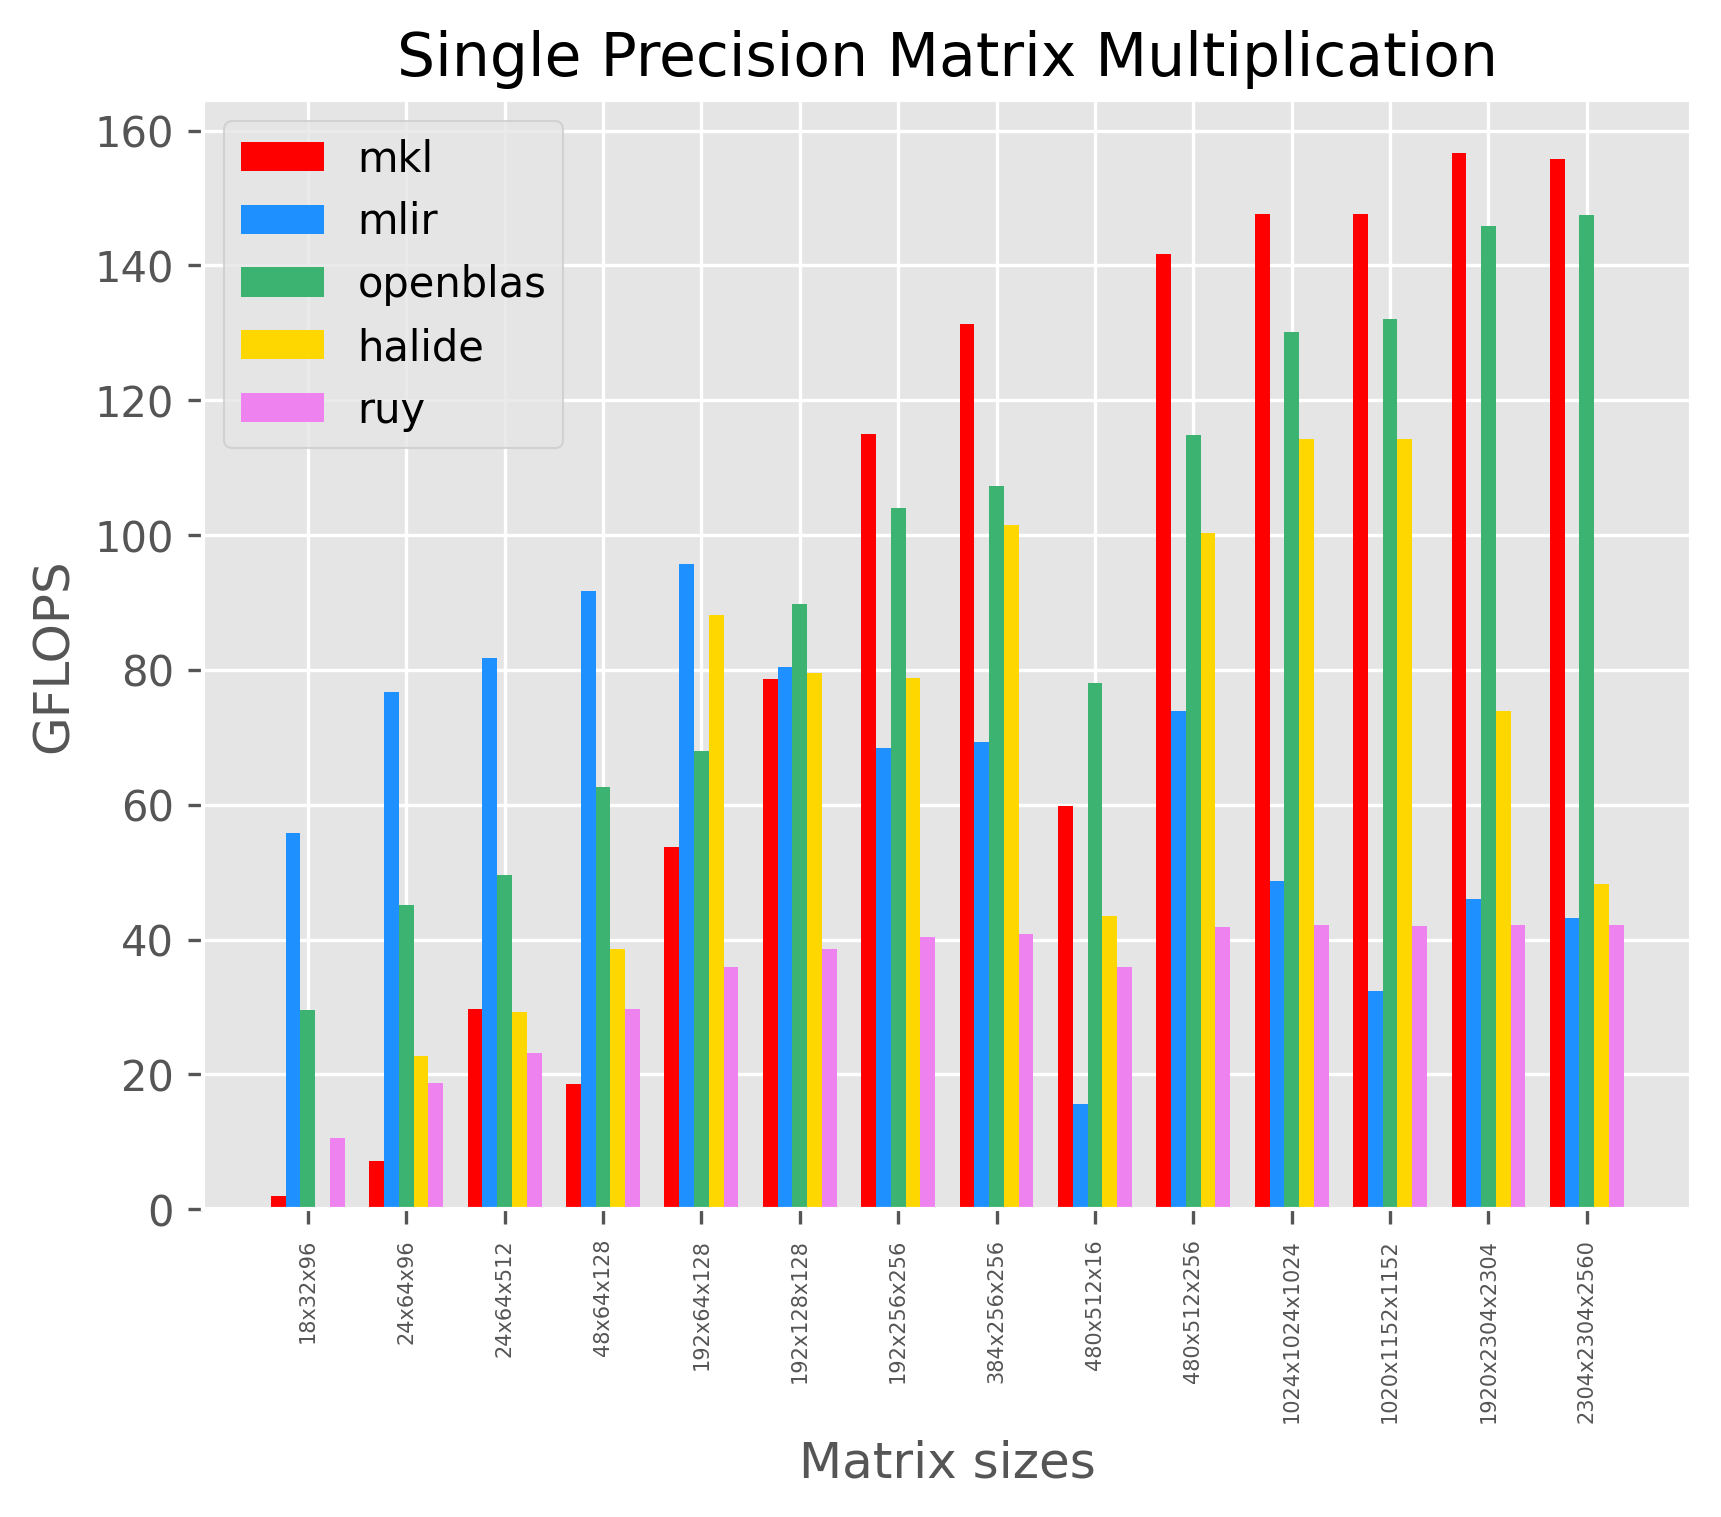 Single Precision Matrix Multiplication
160
140
120
100
80
60
40
20
0
GFLOPS
mkl
mlir
openblas
halide
ruy
18x32x96
24x64x96
24x64x512
48x64x128
192x64x128
192x128x128
192x256x256
384x256x256
480x512x16
480x512x256
1024x1024x1024
1020x1152x1152
1920x2304x2304
2304x2304x2560
Matrix sizes